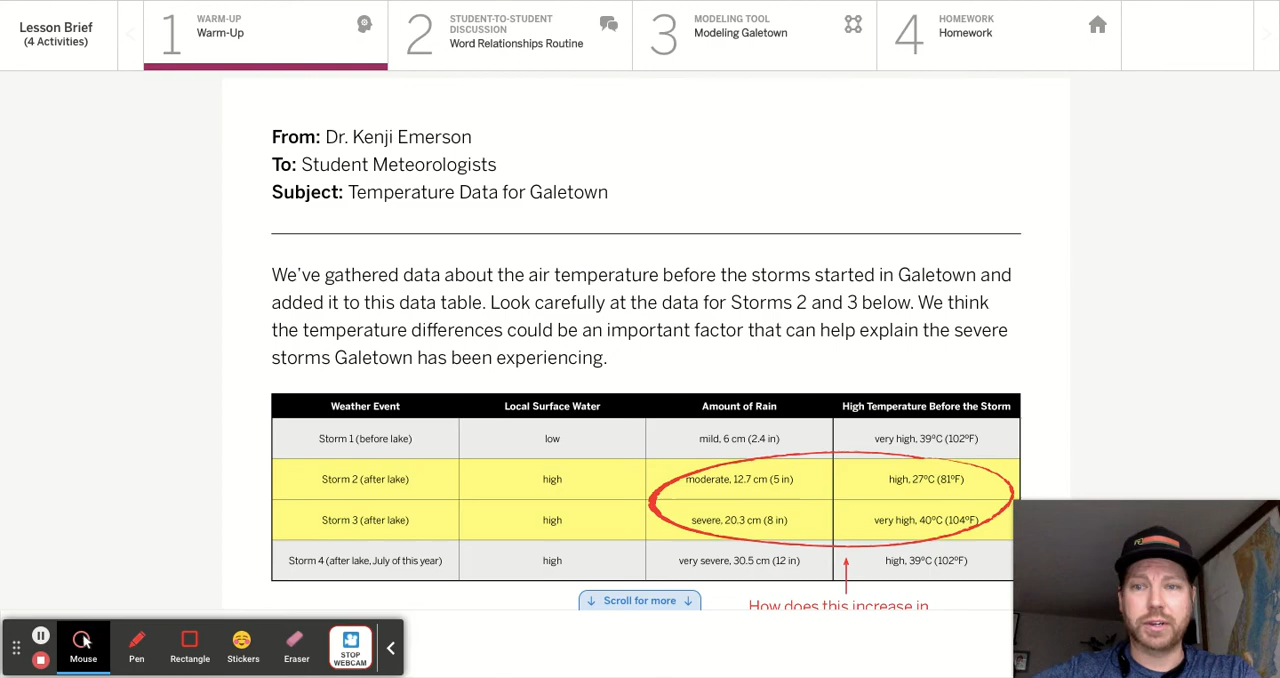 Lesson Brief
(4 Activities)
1
WARM-UP
Warm-Up
2
STUDENT-TO-STUDENT
DISCUSSION
Word Relationships Routine
3
MODELING TOOL
Modeling Galetown
4
HOMEWORK
Homework
From: Dr. Kenji Emerson
To: Student Meteorologists
Subject: Temperature Data for Galetown
We've gathered data about the air temperature before the storms started in Galetown and
added it to this data table. Look carefully at the data for Storms 2 and 3 below. We think
the temperature differences could be an important factor that can help explain the severe
storms Galetown has been experiencing.
Weather Event Local Surface Water Amount of Rain High Temperature Before the Storm
Storm 1 (before lake) low mild, 6 cm (2.4 in) very high, 39°C (102°F)
Storm 2 (after lake) high moderate, 12.7 cm (5 in) high, 27°C (81°F)
Storm 3 (after lake) high severe, 20.3 cm (8 in) very high, 40°C (104°F)
Storm 4 (after lake, July of this year) high very severe, 30.5 cm (12 in) high, 39°C (102°F)
↓ Scroll for more ↓
How does this increase in
Mouse
Pen
Rectangle
Stickers
Eraser
STOP
WEBCAM